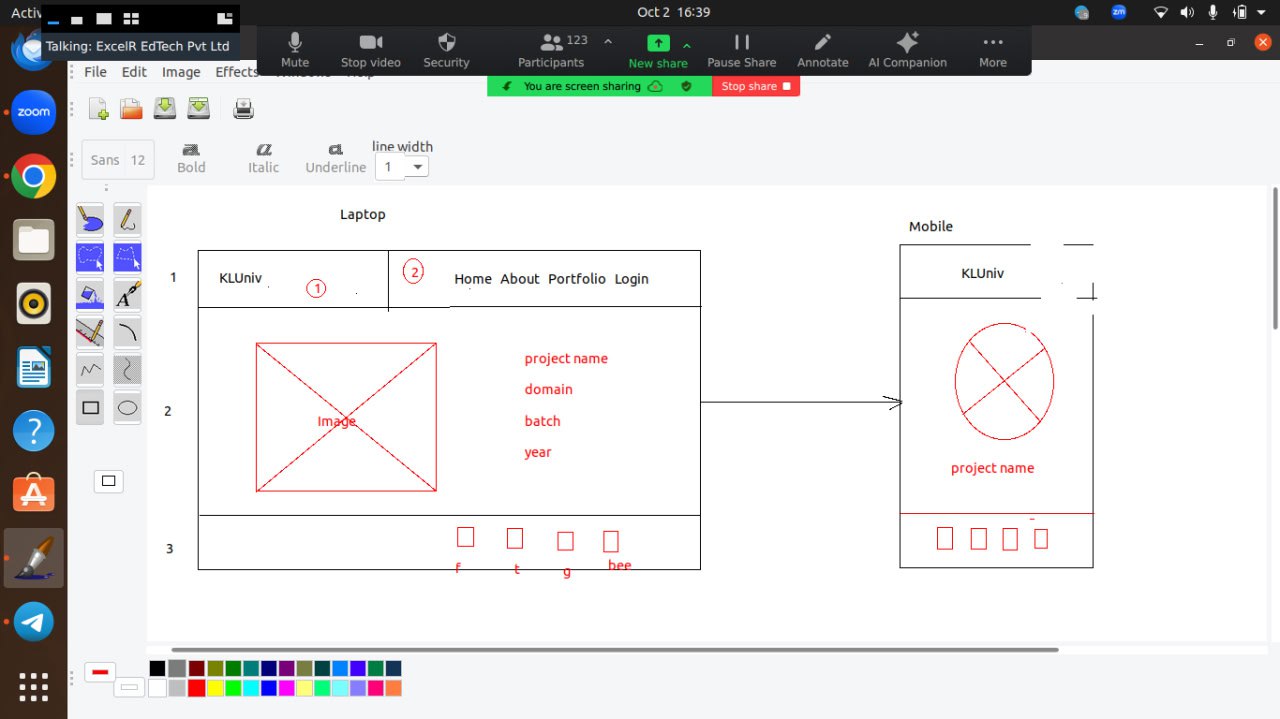 Activ
Oct 2 16:39
Talking: ExcelR EdTech Pvt Ltd
Mute
Stop video
Security
Participants
123
New share
Pause Share
Annotate
AI Companion
More
You are screen sharing
Stop share
File Edit Image Effects
zoom
zm
Sans 12
Bold
Italic
Underline
line width
1
Laptop
Mobile
1
KLUniv
1
2
Home About Portfolio Login
KLUniv
2
Image
project name
domain
batch
year
project name
3
f
t
g
bee